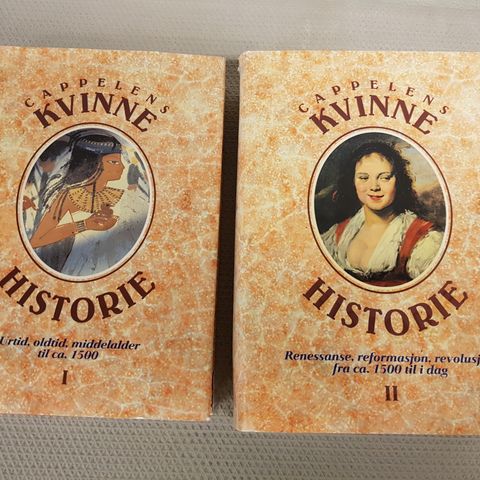 CAPPELENS
KVINNE
HISTORIE
Urtid, oldtid, middelalder
til ca. 1500
I
CAPPELENS
KVINNE
HISTORIE
Renessanse, reformasjon, revolusj
fra ca. 1500 til i dag
II